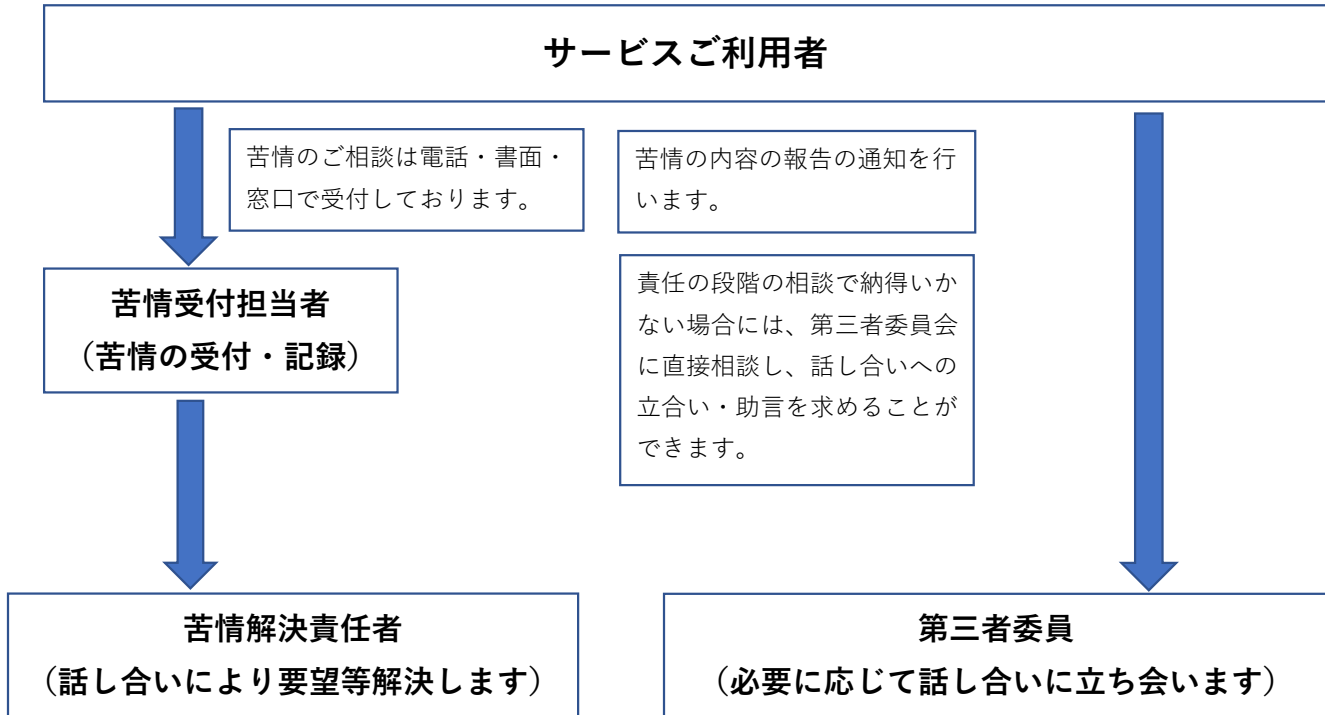 サービスご利用者
苦情のご相談は電話・書面・
窓口で受付しております。
苦情の内容の報告の通知を行
います。
苦情受付担当者
（苦情の受付・記録）
責任の段階の相談で納得いか
ない場合には、第三者委員会
に直接相談し、話し合いへの
立合い・助言を求めることが
できます。
苦情解決責任者
（話し合いにより要望等解決します）
第三者委員
（必要に応じて話し合いに立ち会います）